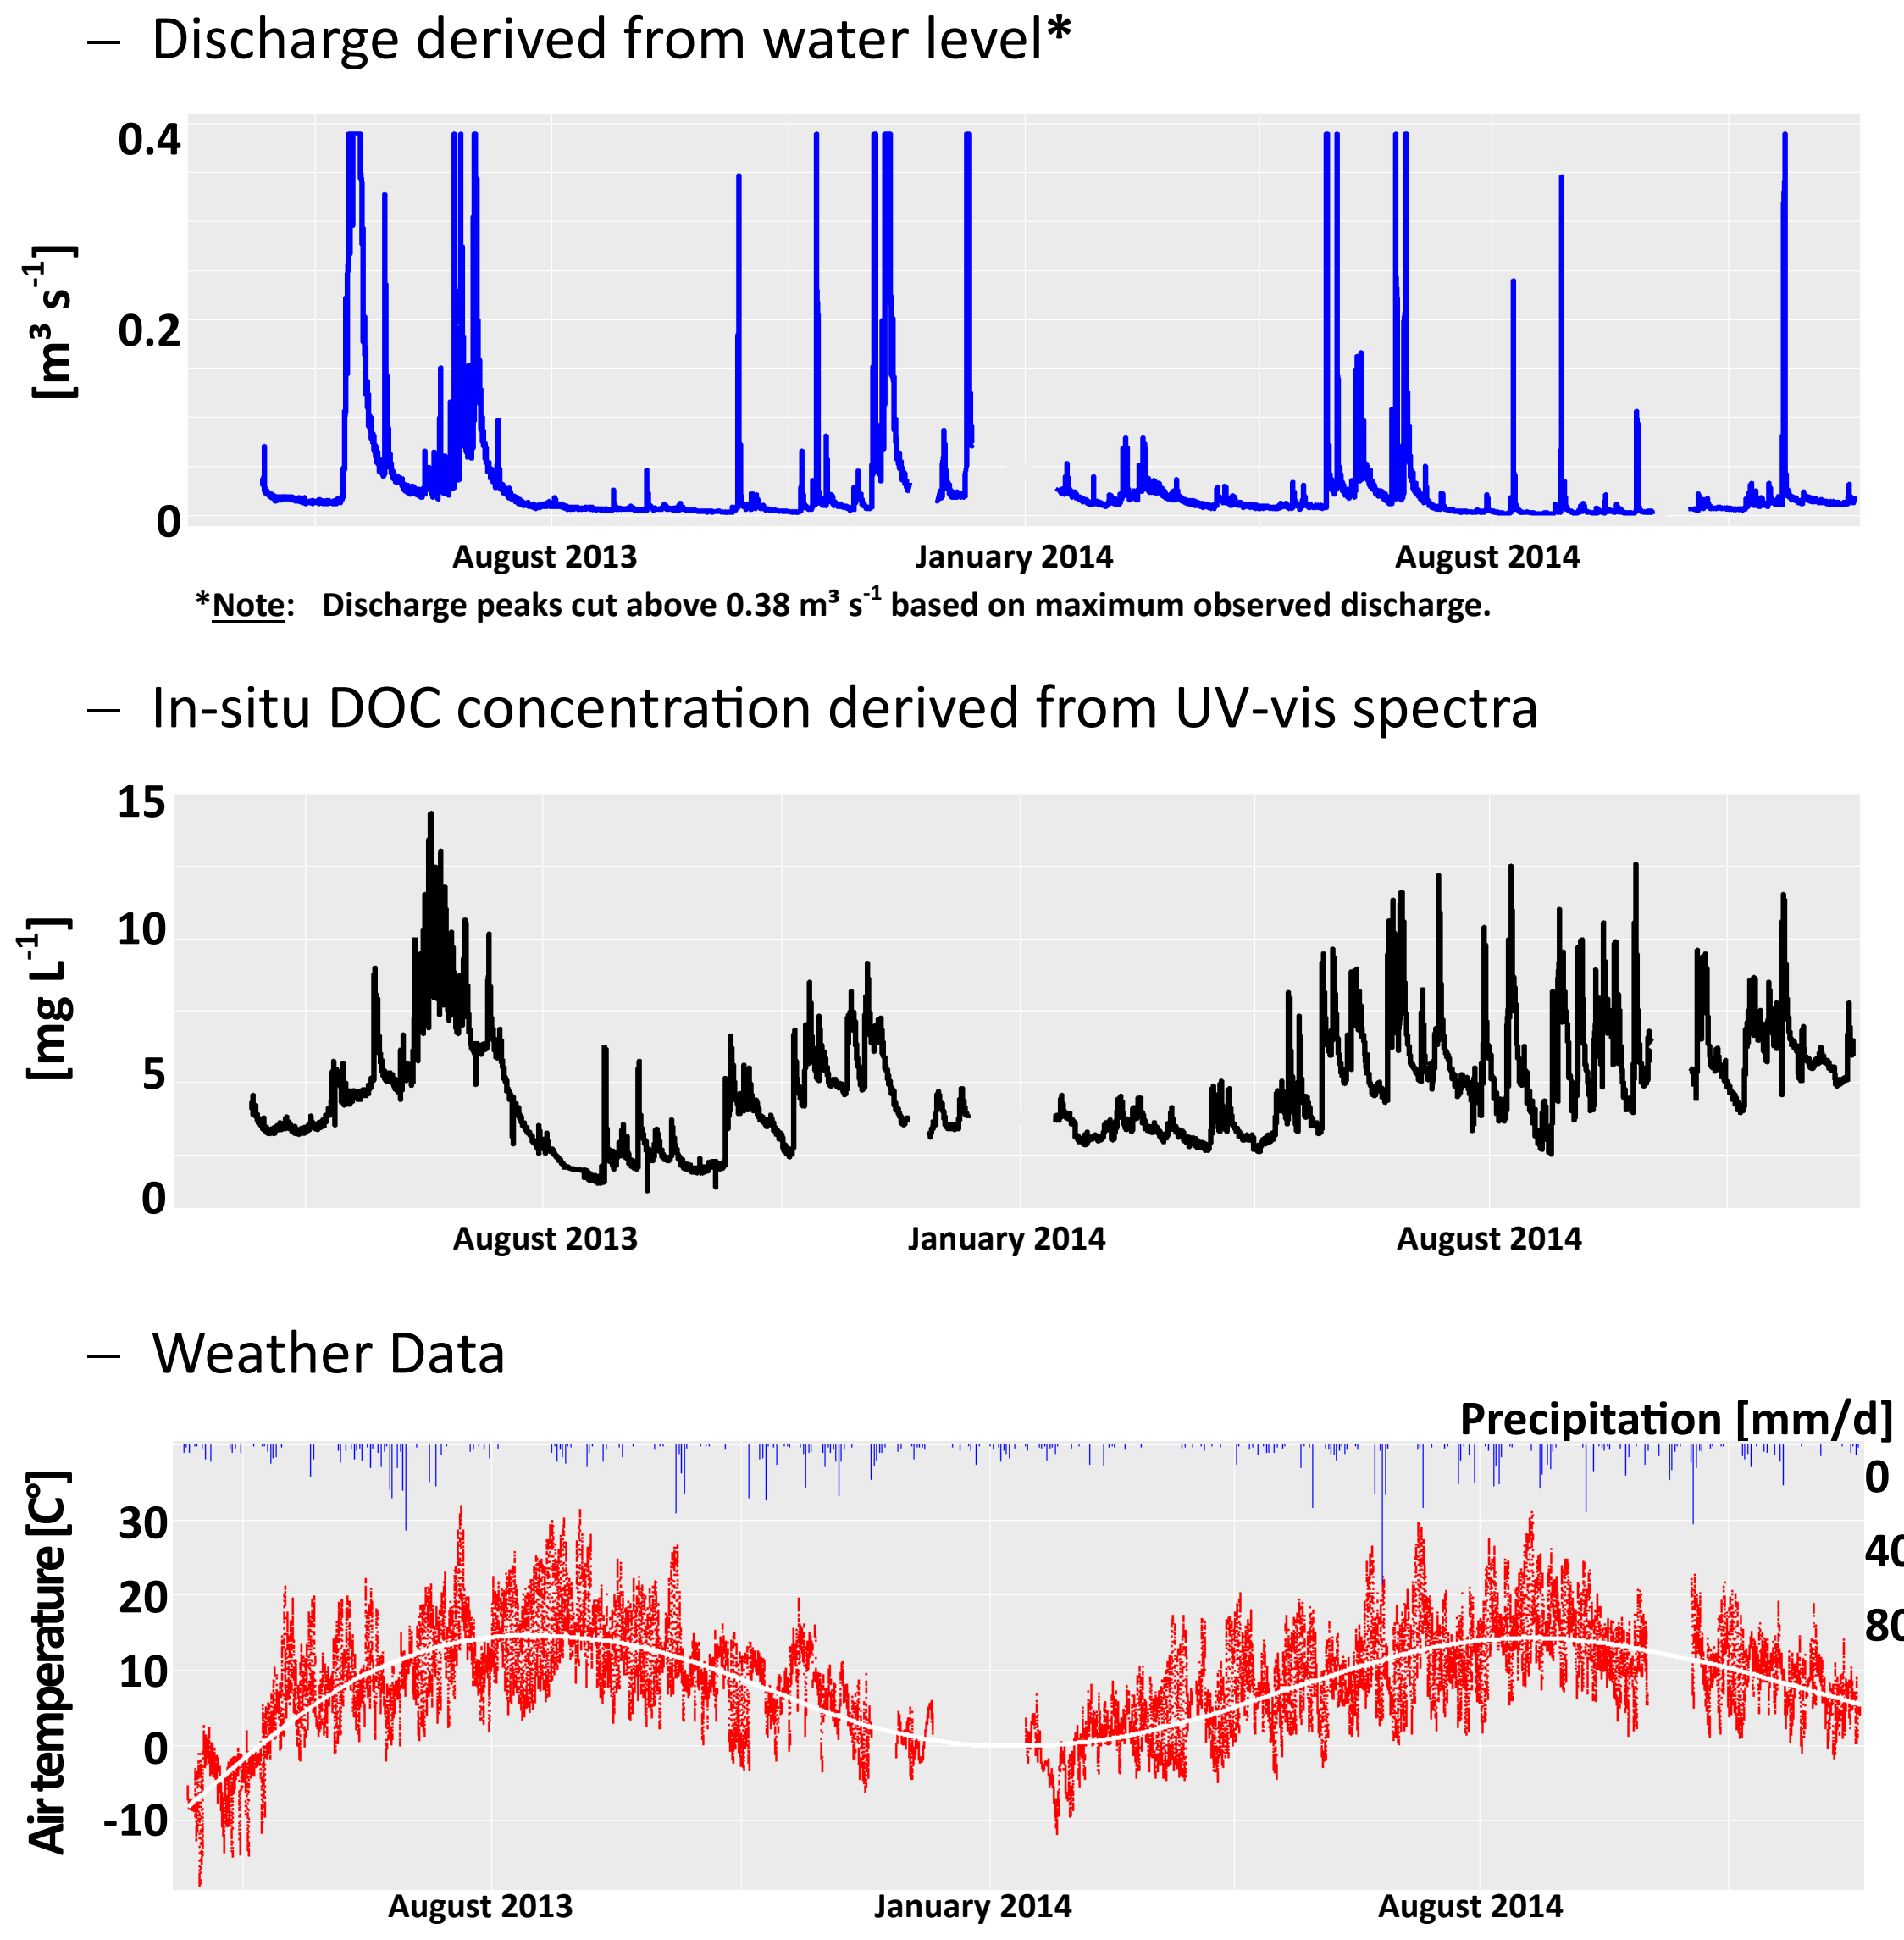 – Discharge derived from water level*
0.4
0.2
0
[m³ s-1]
August 2013 January 2014 August 2014
*Note: Discharge peaks cut above 0.38 m³ s-1 based on maximum observed discharge.
– In-situ DOC concentration derived from UV-vis spectra
15
10
5
0
[mg L-1]
August 2013 January 2014 August 2014
– Weather Data
Precipitation [mm/d]
0
40
80
Air temperature [C°]
30
20
10
0
-10
August 2013 January 2014 August 2014